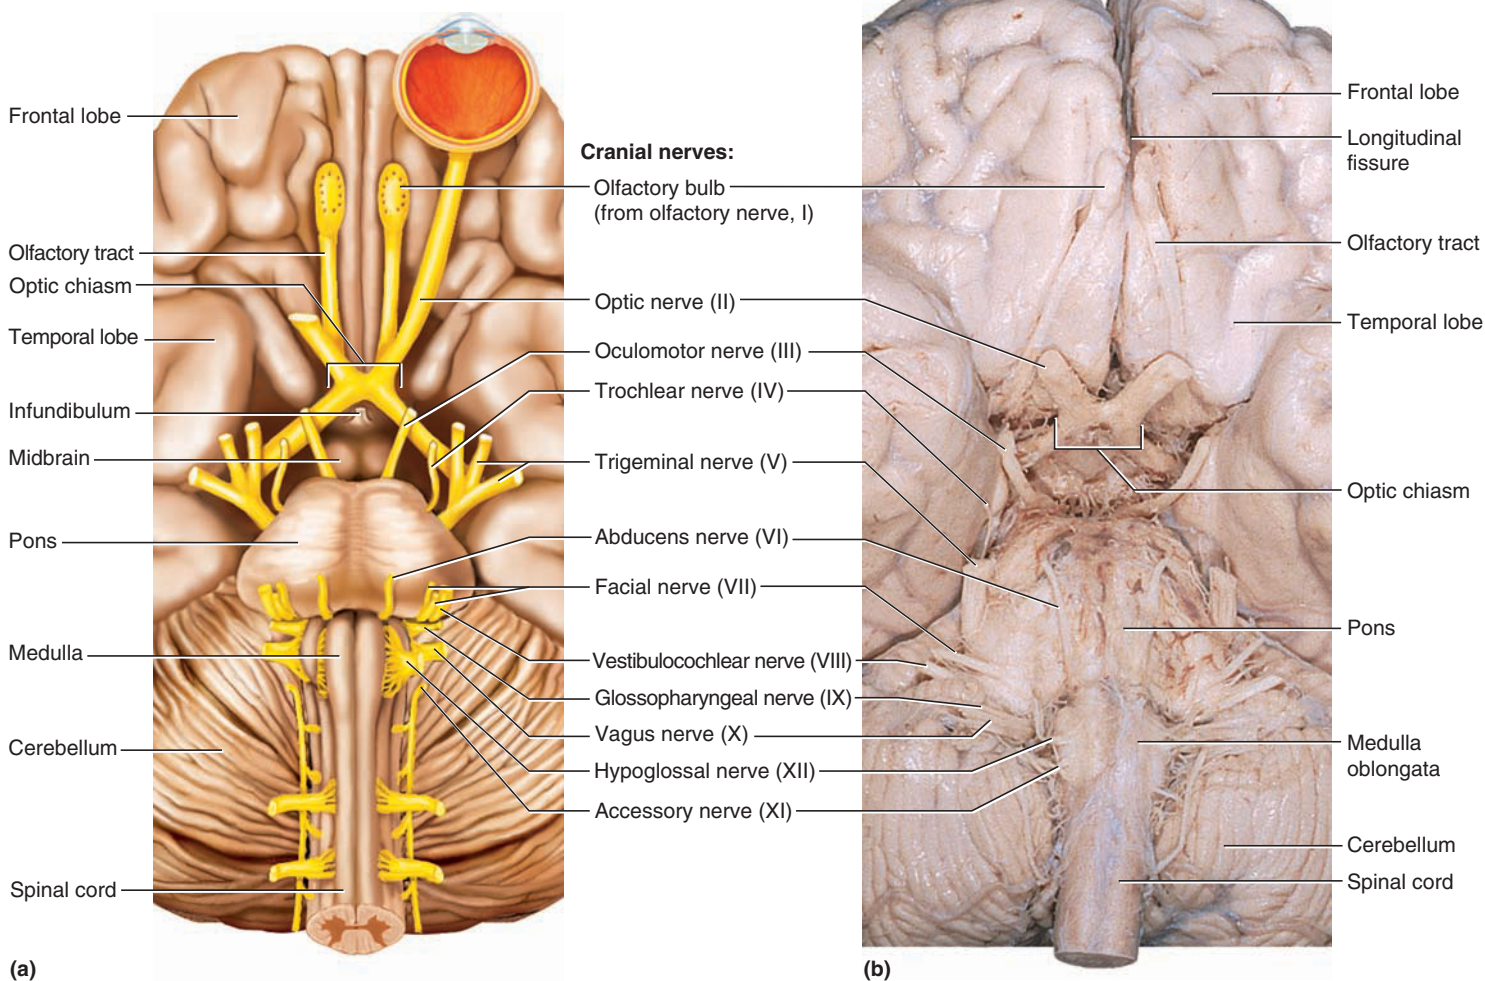 Frontal lobe
Olfactory tract
Optic chiasm
Temporal lobe
Infundibulum
Midbrain
Pons
Medulla
Cerebellum
Spinal cord
(a)
Cranial nerves:
Olfactory bulb
(from olfactory nerve, I)
Optic nerve (II)
Oculomotor nerve (III)
Trochlear nerve (IV)
Trigeminal nerve (V)
Abducens nerve (VI)
Facial nerve (VII)
Vestibulocochlear nerve (VIII)
Glossopharyngeal nerve (IX)
Vagus nerve (X)
Hypoglossal nerve (XII)
Accessory nerve (XI)
Frontal lobe
Longitudinal
fissure
Olfactory tract
Temporal lobe
Optic chiasm
Pons
Medulla
oblongata
Cerebellum
Spinal cord
(b)